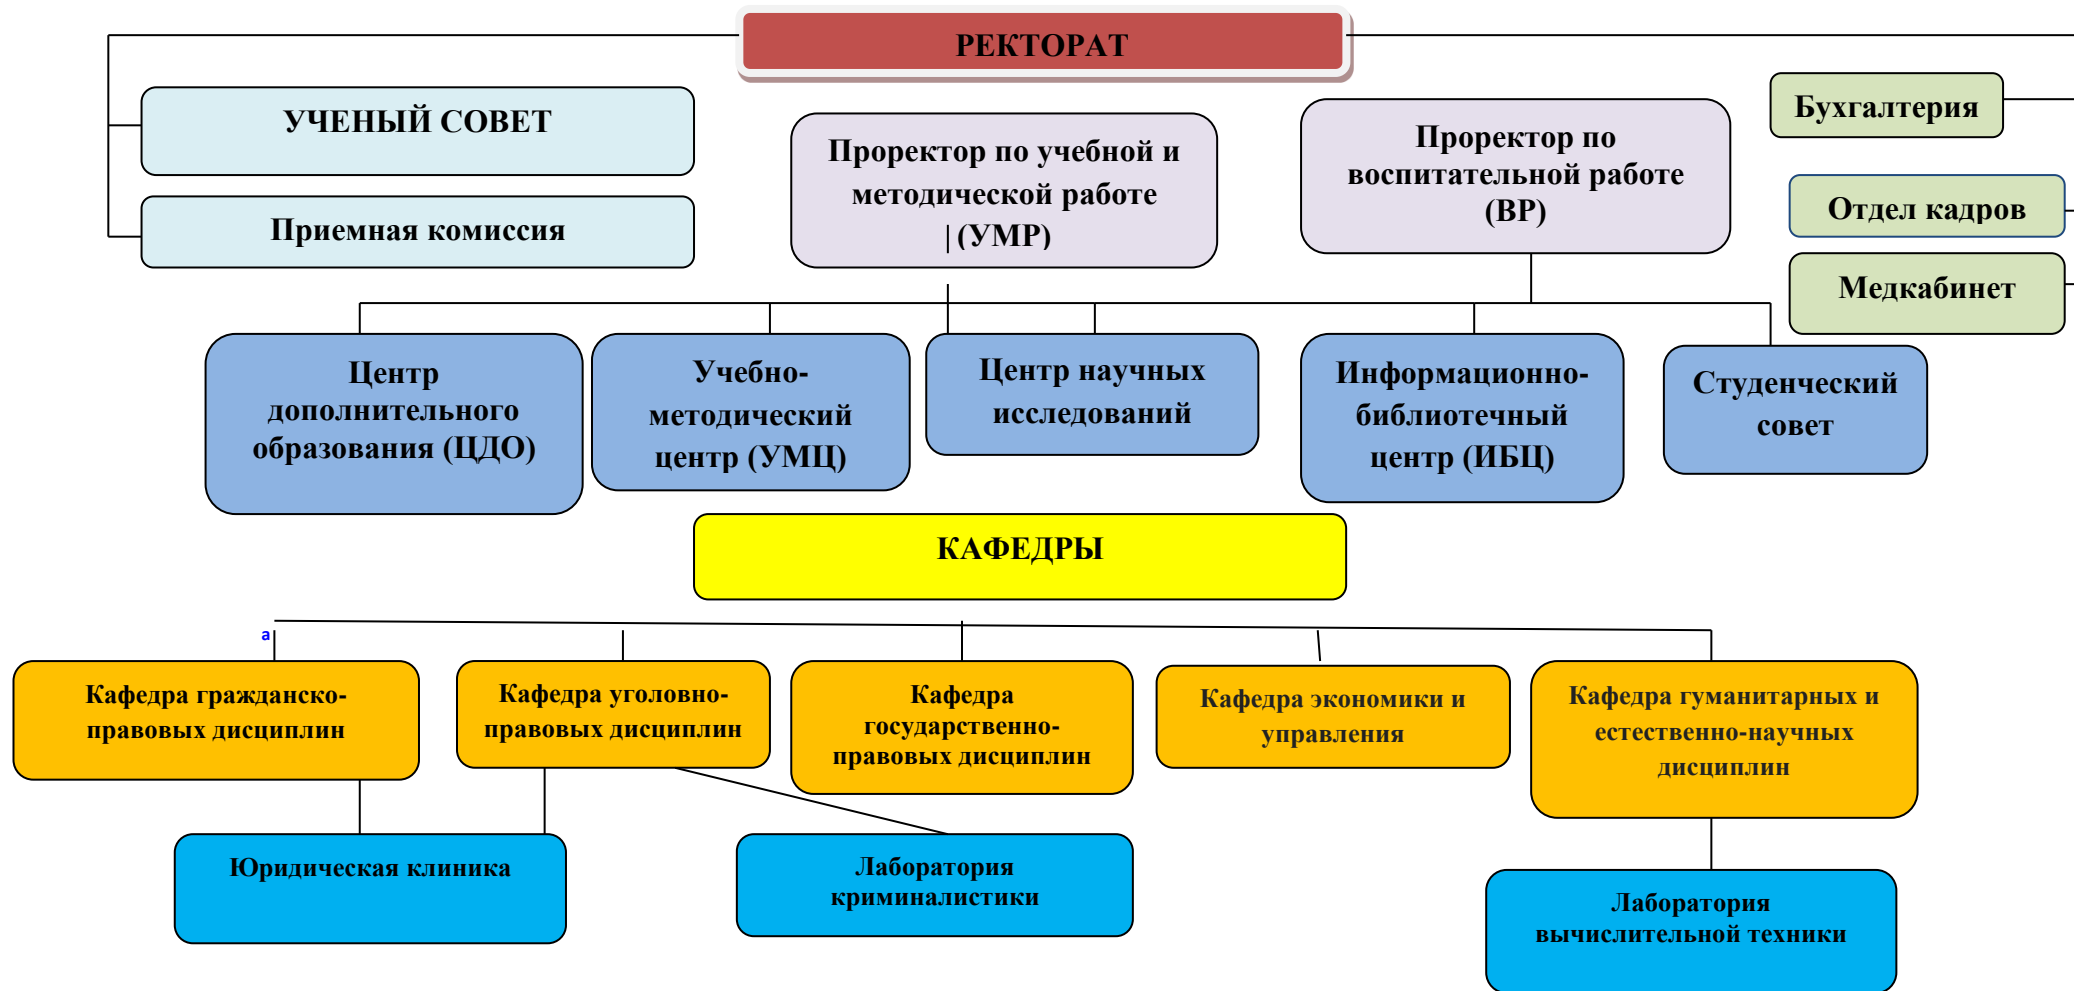 РЕКТОРАТ
УЧЕНЫЙ СОВЕТ
Приемная комиссия
Проректор по учебной и
методической работе
| (УМР)
Проректор по
воспитательной работе
(ВР)
Бухгалтерия
Отдел кадров
Медкабинет
Центр
дополнительного
образования (ЦДО)
Учебно-
методический
центр (УМЦ)
Центр научных
исследований
Информационно-
библиотечный
центр (ИБЦ)
Студенческий
совет
КАФЕДРЫ
а
Кафедра гражданско-
правовых дисциплин
Кафедра уголовно-
правовых дисциплин
Кафедра
государственно-
правовых дисциплин
Кафедра экономики и
управления
Кафедра гуманитарных и
естественно-научных
дисциплин
Юридическая клиника
Лаборатория
криминалистики
Лаборатория
вычислительной техники